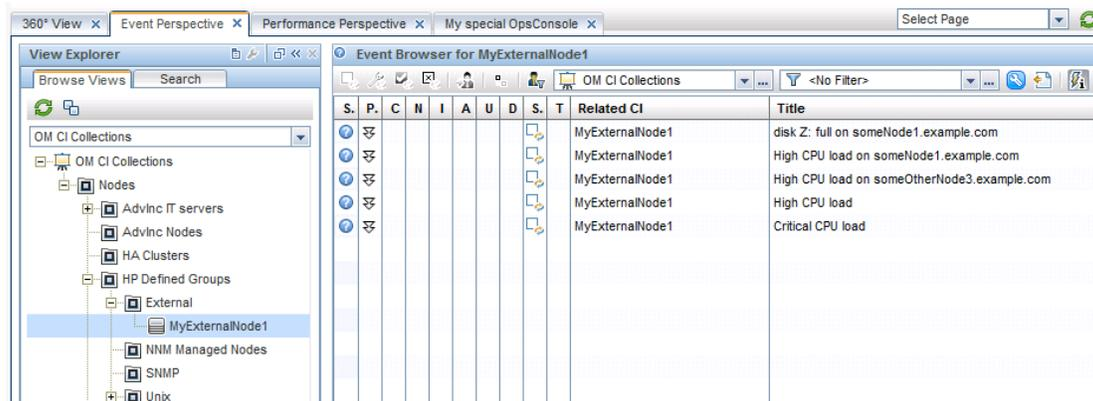 360° View
Event Perspective
Performance Perspective
My special OpsConsole
Select Page
View Explorer
Browse Views
Search
OM CI Collections
OM CI Collections
Nodes
AdvInc IT servers
AdvInc Nodes
HA Clusters
HP Defined Groups
External
MyExternalNode1
NNM Managed Nodes
SNMP
Unix
Event Browser for MyExternalNode1
OM CI Collections ... <No Filter> ...
S. P. C N I A U D S. T Related CI Title
MyExternalNode1 disk Z: full on someNode1.example.com
MyExternalNode1 High CPU load on someNode1.example.com
MyExternalNode1 High CPU load on someOtherNode3.example.com
MyExternalNode1 High CPU load
MyExternalNode1 Critical CPU load